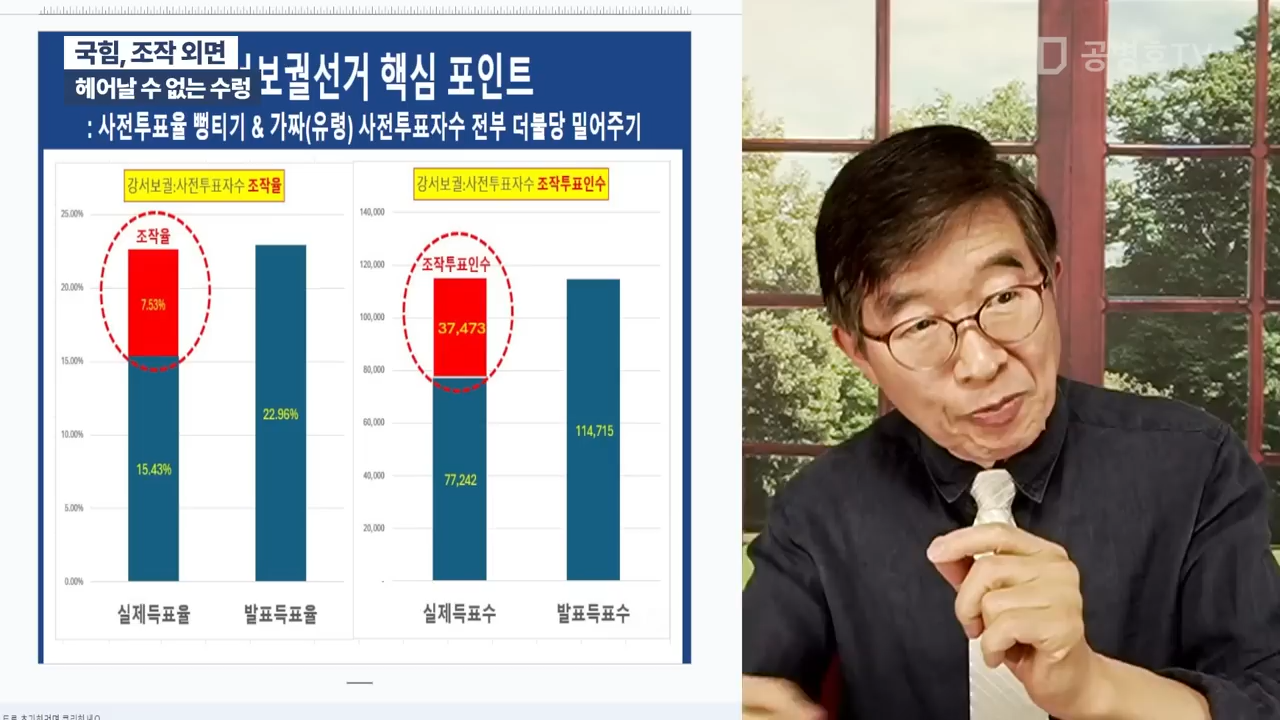 국힘, 조작 외면
헤어날 수 없는 수렁
보궐선거 핵심 포인트
: 사전투표율 뻥티기 & 가짜(유령) 사전투표자수 전부 더불당 밀어주기
강서보궐:사전투표자수 조작율
25.00%
20.00%
15.00%
10.00%
5.00%
0.00%
조작율
7.53%
15.43%
22.96%
실제득표율
발표득표율
강서보궐:사전투표자수 조작투표인수
140,000
120,000
100,000
80,000
60,000
40,000
20,000
-
조작투표인수
37,473
77,242
114,715
실제득표수
발표득표수
공병호TV